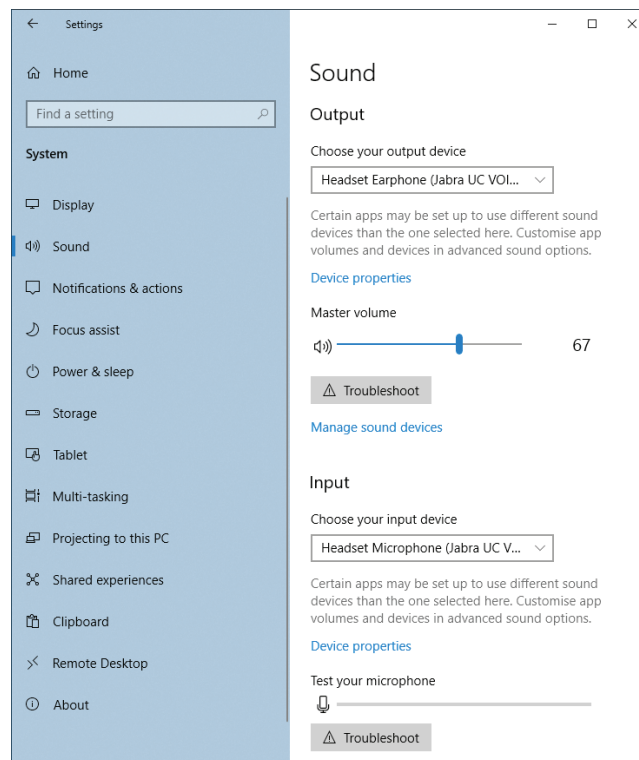 Settings
Home
Find a setting
System
Display
Sound
Notifications & actions
Focus assist
Power & sleep
Storage
Tablet
Multi-tasking
Projecting to this PC
Shared experiences
Clipboard
Remote Desktop
About
Sound
Output
Choose your output device
Headset Earphone (Jabra UC VOI...
Certain apps may be set up to use different sound
devices than the one selected here. Customise app
volumes and devices in advanced sound options.
Device properties
Master volume
67
Troubleshoot
Manage sound devices
Input
Choose your input device
Headset Microphone (Jabra UC V...
Certain apps may be set up to use different sound
devices than the one selected here. Customise app
volumes and devices in advanced sound options.
Device properties
Test your microphone
Troubleshoot